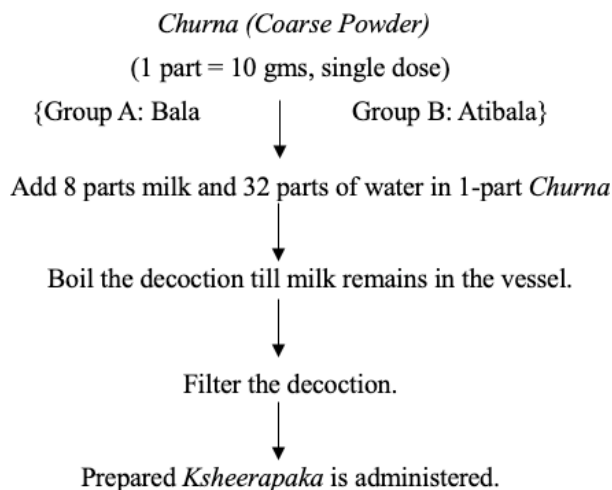 Churna (Coarse Powder)
(1 part = 10 gms, single dose)
{Group A: Bala Group B: Atibala}
Add 8 parts milk and 32 parts of water in 1-part Churna
Boil the decoction till milk remains in the vessel.
Filter the decoction.
Prepared Ksheerapaka is administered.